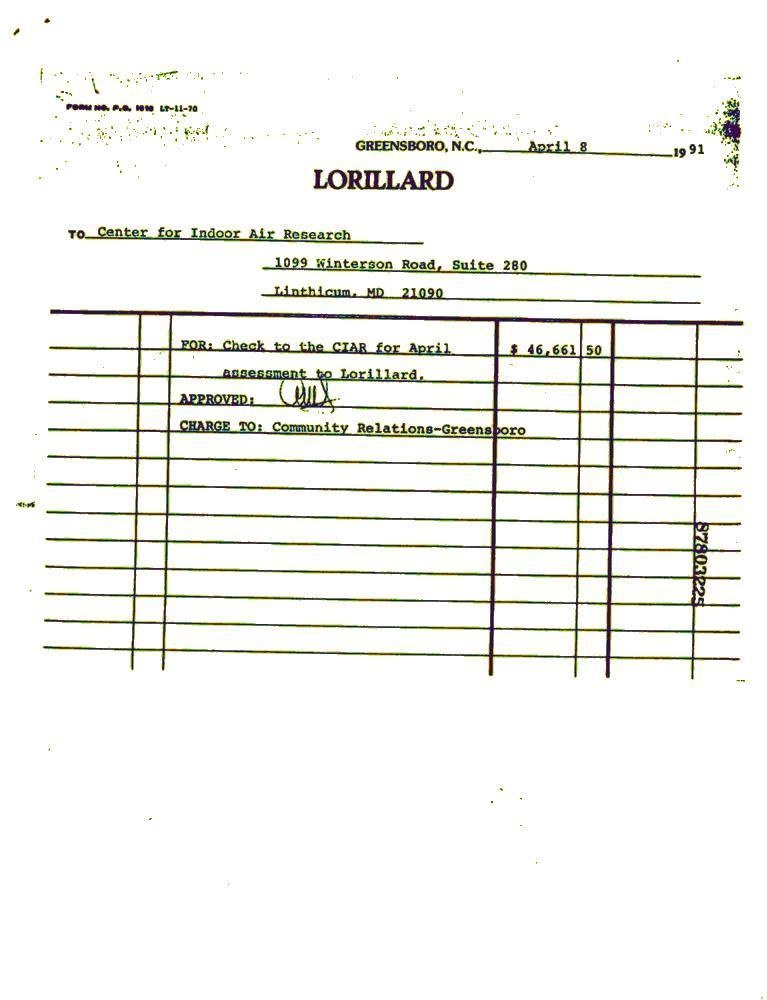 FORM NO. P.O. 1010 LT-11-70
GREENSBORO, N.C., April 8 19 91
LORILLARD
TO Center for Indoor Air Research
1099 Winterson Road, Suite 280
Linthicum, MD 21090
FOR: Check to the CIAR for April $ 46,661 50
assessment to Lorillard.
APPROVED:
CHARGE TO: Community Relations-Greensboro
87803225